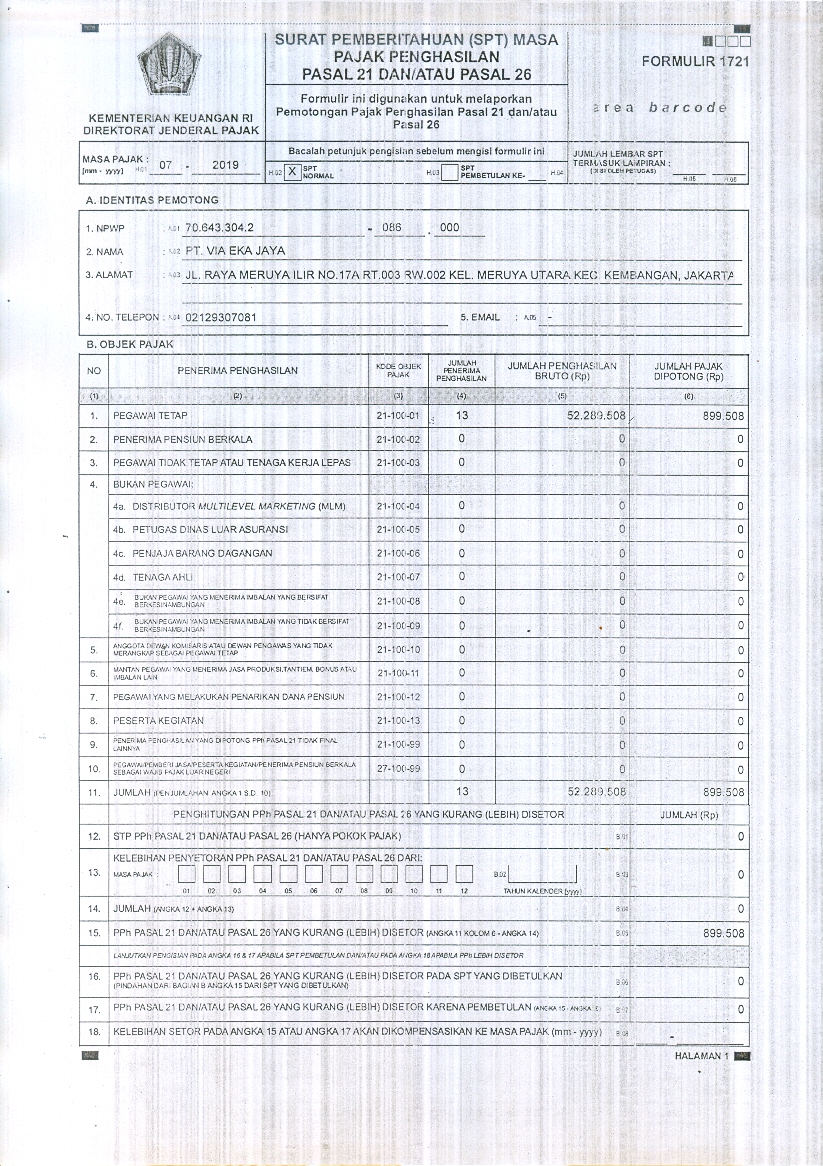 SURAT PEMBERITAHUAN (SPT) MASA
PAJAK PENGHASILAN
PASAL 21 DAN/ATAU PASAL 26
FORMULIR 1721
Formulir ini digunakan untuk melaporkan
Pemotongan Pajak Penghasilan Pasal 21 dan/atau
Pasal 26
area barcode
KEMENTERIAN KEUANGAN RI
DIREKTORAT JENDERAL PAJAK
Bacalah petunjuk pengisian sebelum mengisi formulir ini
MASA PAJAK : [mm - yyyy] H.01 07 - 2019
H.02 X SPT NORMAL H.03 SPT PEMBETULAN KE- H.04
JUMLAH LEMBAR SPT
TERMASUK LAMPIRAN :
(DIISI OLEH PETUGAS) H.05 H.06
A. IDENTITAS PEMOTONG
1. NPWP : A.01 70.643.304.2 - 086 . 000
2. NAMA : A.02 PT. VIA EKA JAYA
3. ALAMAT : A.03 JL. RAYA MERUYA ILIR NO.17A RT.003 RW.002 KEL. MERUYA UTARA KEC. KEMBANGAN, JAKARTA
4. NO. TELEPON : A.04 02129307081 5. EMAIL : A.05 -
B. OBJEK PAJAK
NO PENERIMA PENGHASILAN KODE OBJEK PAJAK JUMLAH PENERIMA PENGHASILAN JUMLAH PENGHASILAN BRUTO (Rp) JUMLAH PAJAK DIPOTONG (Rp)
(1) (2) (3) (4) (5) (6)
1. PEGAWAI TETAP 21-100-01 13 52.289.508 899.508
2. PENERIMA PENSIUN BERKALA 21-100-02 0 0 0
3. PEGAWAI TIDAK TETAP ATAU TENAGA KERJA LEPAS 21-100-03 0 0 0
4. BUKAN PEGAWAI:
4a. DISTRIBUTOR MULTILEVEL MARKETING (MLM) 21-100-04 0 0 0
4b. PETUGAS DINAS LUAR ASURANSI 21-100-05 0 0 0
4c. PENJAJA BARANG DAGANGAN 21-100-06 0 0 0
4d. TENAGA AHLI 21-100-07 0 0 0
4e. BUKAN PEGAWAI YANG MENERIMA IMBALAN YANG BERSIFAT BERKESINAMBUNGAN 21-100-08 0 0 0
4f. BUKAN PEGAWAI YANG MENERIMA IMBALAN YANG TIDAK BERSIFAT BERKESINAMBUNGAN 21-100-09 0 0 0
5. ANGGOTA DEWAN KOMISARIS ATAU DEWAN PENGAWAS YANG TIDAK MERANGKAP SEBAGAI PEGAWAI TETAP 21-100-10 0 0 0
6. MANTAN PEGAWAI YANG MENERIMA JASA PRODUKSI, TANTIEM, BONUS ATAU IMBALAN LAIN 21-100-11 0 0 0
7. PEGAWAI YANG MELAKUKAN PENARIKAN DANA PENSIUN 21-100-12 0 0 0
8. PESERTA KEGIATAN 21-100-13 0 0 0
9. PENERIMA PENGHASILAN YANG DIPOTONG PPh PASAL 21 TIDAK FINAL LAINNYA 21-100-99 0 0 0
10. PEGAWAI/PEMBERI JASA/PESERTA KEGIATAN/PENERIMA PENSIUN BERKALA SEBAGAI WAJIB PAJAK LUAR NEGERI 27-100-99 0 0 0
11. JUMLAH (PENJUMLAHAN ANGKA 1 S.D. 10) 13 52.289.508 899.508
PENGHITUNGAN PPh PASAL 21 DAN/ATAU PASAL 26 YANG KURANG (LEBIH) DISETOR JUMLAH (Rp)
12. STP PPh PASAL 21 DAN/ATAU PASAL 26 (HANYA POKOK PAJAK) B.01 0
13. KELEBIHAN PENYETORAN PPh PASAL 21 DAN/ATAU PASAL 26 DARI:
MASA PAJAK : B.02 B.03 0
01 02 03 04 05 06 07 08 09 10 11 12 TAHUN KALENDER (yyyy)
14. JUMLAH (ANGKA 12 + ANGKA 13) B.04 0
15. PPh PASAL 21 DAN/ATAU PASAL 26 YANG KURANG (LEBIH) DISETOR (ANGKA 11 KOLOM 6 - ANGKA 14) B.05 899.508
LANJUTKAN PENGISIAN PADA ANGKA 16 & 17 APABILA SPT PEMBETULAN DAN/ATAU PADA ANGKA 18 APABILA PPh LEBIH DISETOR
16. PPh PASAL 21 DAN/ATAU PASAL 26 YANG KURANG (LEBIH) DISETOR PADA SPT YANG DIBETULKAN B.06 0
(PINDAHAN DARI BAGIAN B ANGKA 15 DARI SPT YANG DIBETULKAN)
17. PPh PASAL 21 DAN/ATAU PASAL 26 YANG KURANG (LEBIH) DISETOR KARENA PEMBETULAN (ANGKA 15 - ANGKA 16) B.07 0
18. KELEBIHAN SETOR PADA ANGKA 15 ATAU ANGKA 17 AKAN DIKOMPENSASIKAN KE MASA PAJAK (mm - yyyy) B.08 -
HALAMAN 1